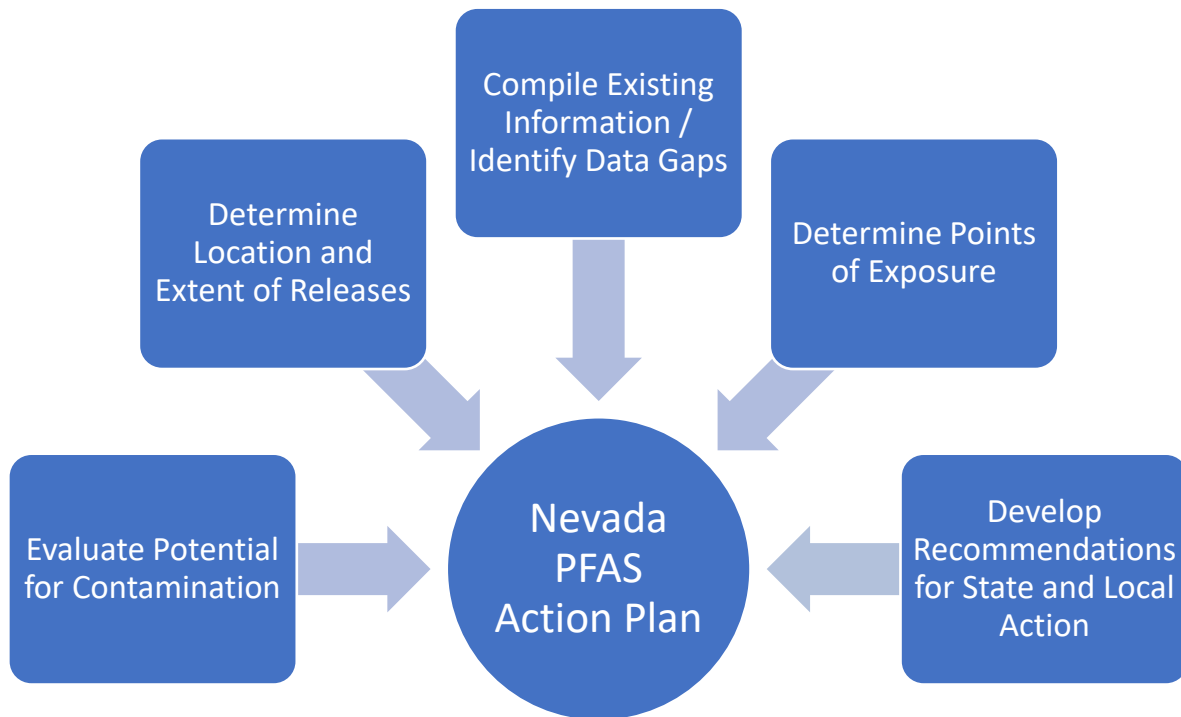 Compile Existing
Information /
Identify Data Gaps
Determine
Location and
Extent of Releases
Determine Points
of Exposure
Evaluate Potential
for Contamination
Nevada
PFAS
Action Plan
Develop
Recommendations
for State and Local
Action